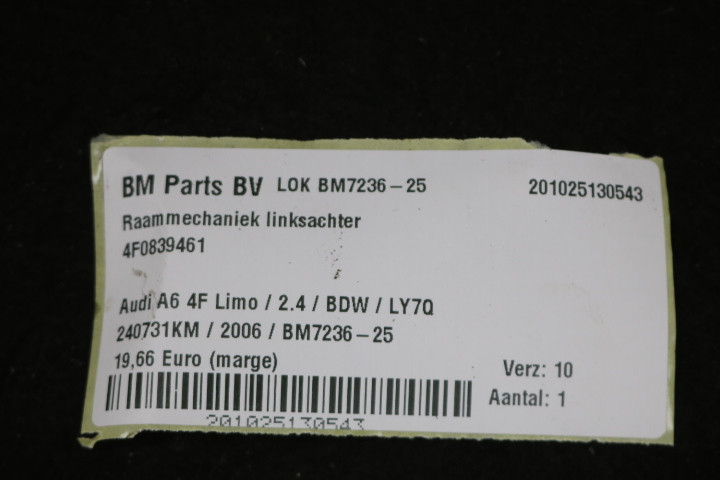 BM Parts BV LOK BM7236-25 201025130543
Raammechaniek linksachter
4F0839461
Audi A6 4F Limo / 2.4 / BDW / LY7Q
240731KM / 2006 / BM7236-25
19,66 Euro (marge)
Verz: 10
Aantal: 1
201025130543